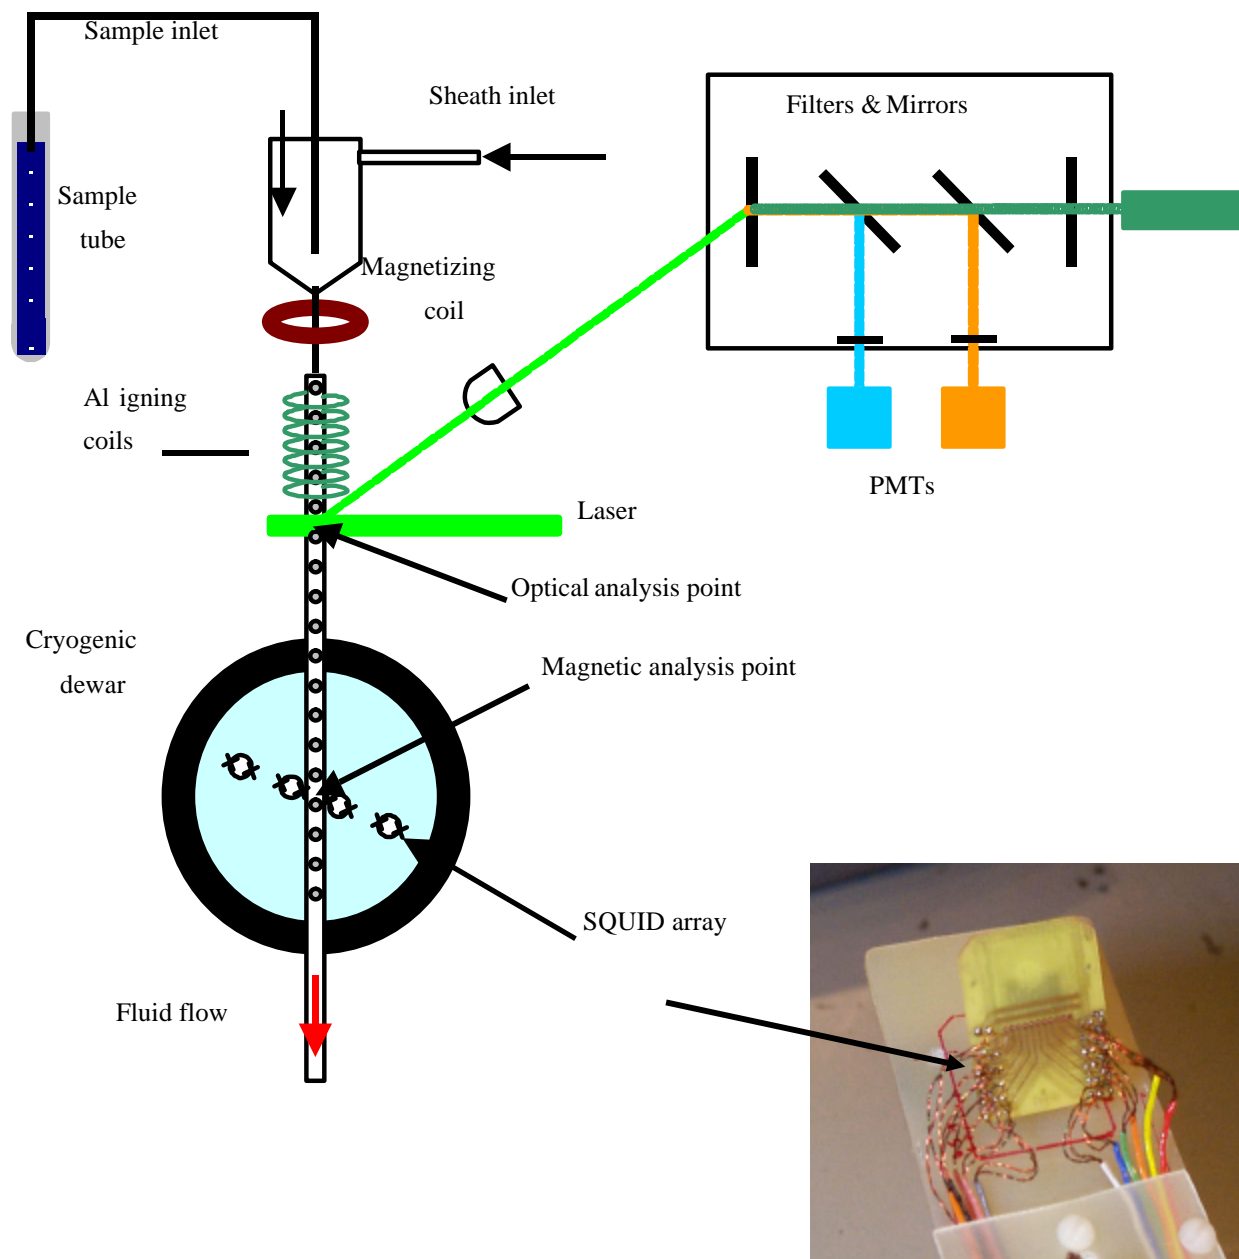 Sample inlet
Sheath inlet
Filters & Mirrors
Sample
tube
Magnetizing
coil
Al igning
coils
PMTs
Laser
Optical analysis point
Cryogenic
dewar
Magnetic analysis point
SQUID array
Fluid flow